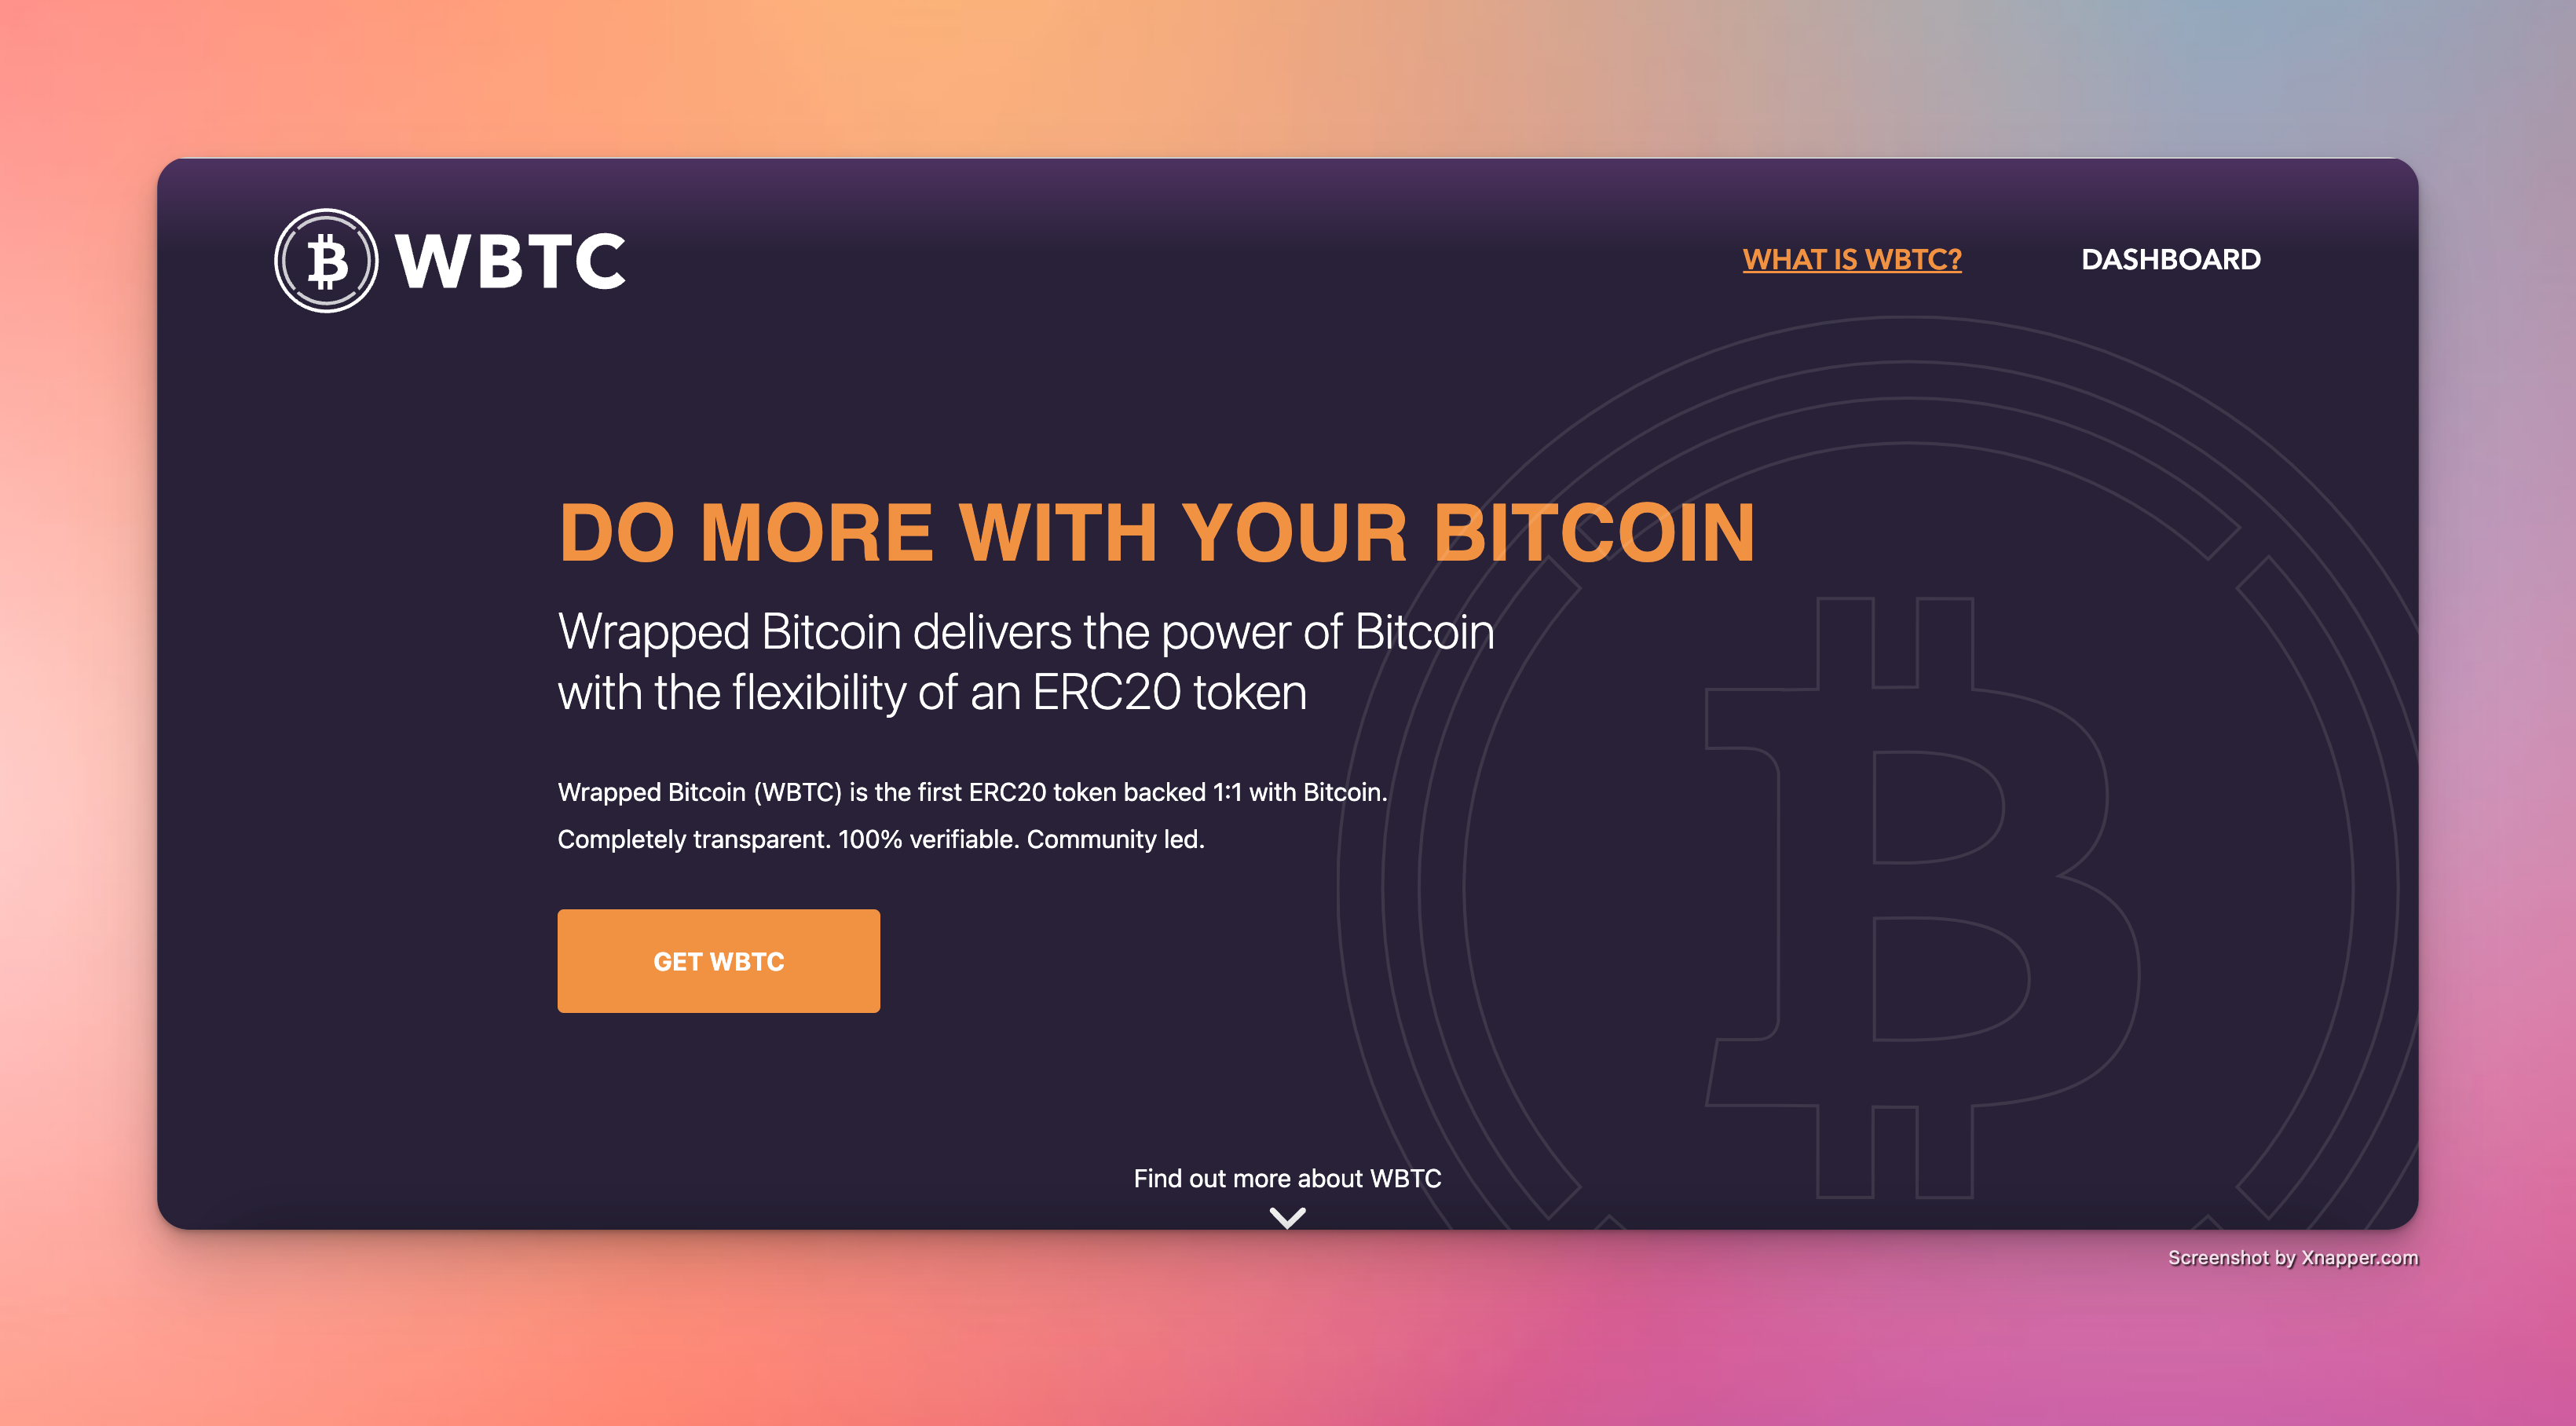 WBTC
WHAT IS WBTC?
DASHBOARD
DO MORE WITH YOUR BITCOIN
Wrapped Bitcoin delivers the power of Bitcoin
with the flexibility of an ERC20 token
Wrapped Bitcoin (WBTC) is the first ERC20 token backed 1:1 with Bitcoin.
Completely transparent. 100% verifiable. Community led.
GET WBTC
Find out more about WBTC
Screenshot by Xnapper.com